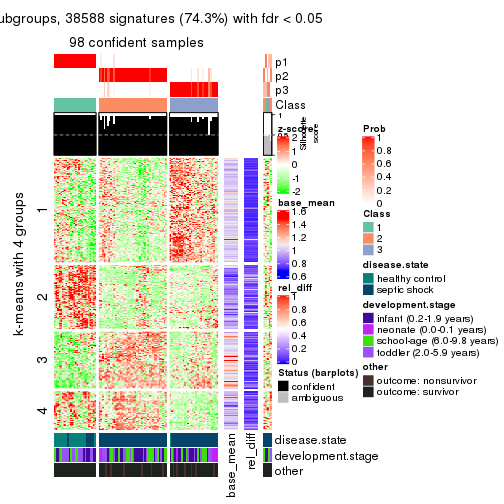 ubgroups, 38588 signatures (74.3%) with fdr < 0.05
98 confident samples
p1
p2
p3
Class
1
Silhouette
score
z-score
2
1
0
-1
-2
base_mean
1.6
1.4
1.2
1
0.8
0.6
rel_diff
1
0.8
0.6
0.4
0.2
0
Status (barplots)
confident
ambiguous
Prob
1
0.8
0.6
0.4
0.2
0
Class
1
2
3
disease.state
healthy control
septic shock
development.stage
infant (0.2-1.9 years)
neonate (0.0-0.1 years)
school-age (6.0-9.8 years)
toddler (2.0-5.9 years)
other
outcome: nonsurvivor
outcome: survivor
k-means with 4 groups
1
2
3
4
base_mean
rel_diff
disease.state
development.stage
other